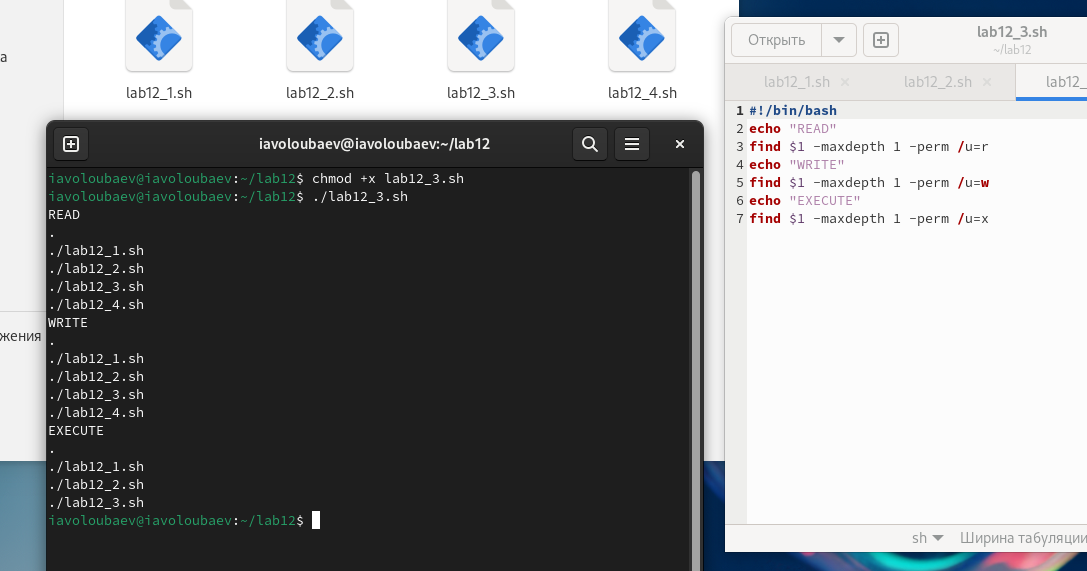 а
lab12_1.sh
lab12_2.sh
lab12_3.sh
lab12_4.sh
жения
iavoloubaev@iavoloubaev:~/lab12
iavoloubaev@iavoloubaev:~/lab12$ chmod +x lab12_3.sh
iavoloubaev@iavoloubaev:~/lab12$ ./lab12_3.sh
READ
.
./lab12_1.sh
./lab12_2.sh
./lab12_3.sh
./lab12_4.sh
WRITE
.
./lab12_1.sh
./lab12_2.sh
./lab12_3.sh
./lab12_4.sh
EXECUTE
.
./lab12_1.sh
./lab12_2.sh
./lab12_3.sh
iavoloubaev@iavoloubaev:~/lab12$
Открыть
lab12_3.sh
~/lab12
lab12_1.sh ×
lab12_2.sh ×
lab12_
1 #!/bin/bash
2 echo "READ"
3 find $1 -maxdepth 1 -perm /u=r
4 echo "WRITE"
5 find $1 -maxdepth 1 -perm /u=w
6 echo "EXECUTE"
7 find $1 -maxdepth 1 -perm /u=x
sh
Ширина табуляции